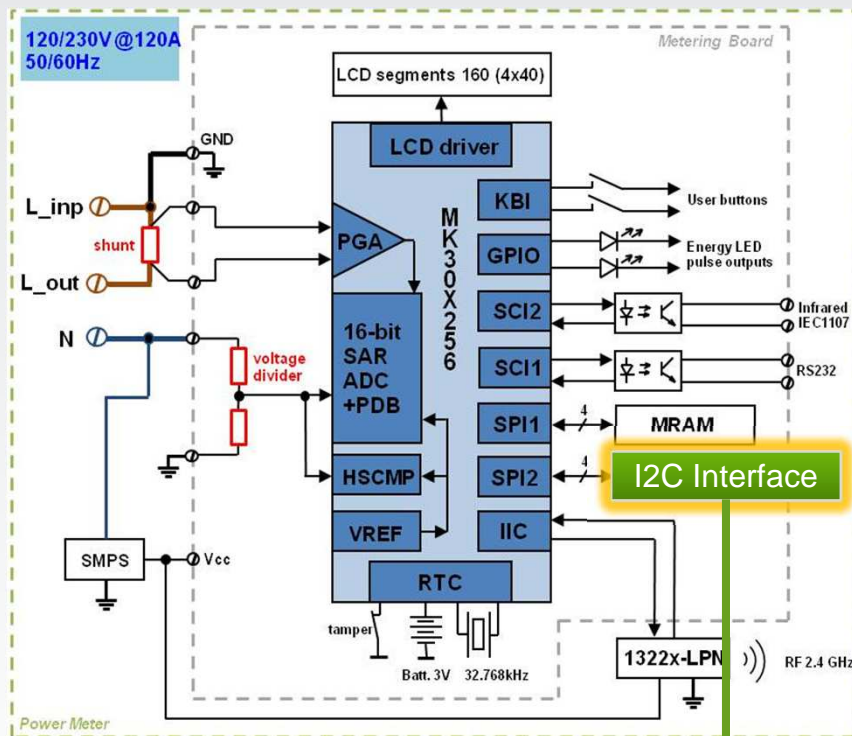 120/230V@120A
50/60Hz
Metering Board
LCD segments 160 (4x40)
GND
LCD driver
L_inp
KBI
User buttons
MK30X256
shunt
PGA
GPIO
Energy LED
pulse outputs
L_out
SCI2
Infrared
IEC1107
N
16-bit
SAR
ADC
+PDB
voltage
divider
SCI1
RS232
4
SPI1
MRAM
4
HSCMP
SPI2
I2C Interface
VREF
IIC
SMPS
Vcc
RTC
tamper
Batt. 3V
32.768kHz
1322x-LPN
RF 2.4 GHz
Power Meter